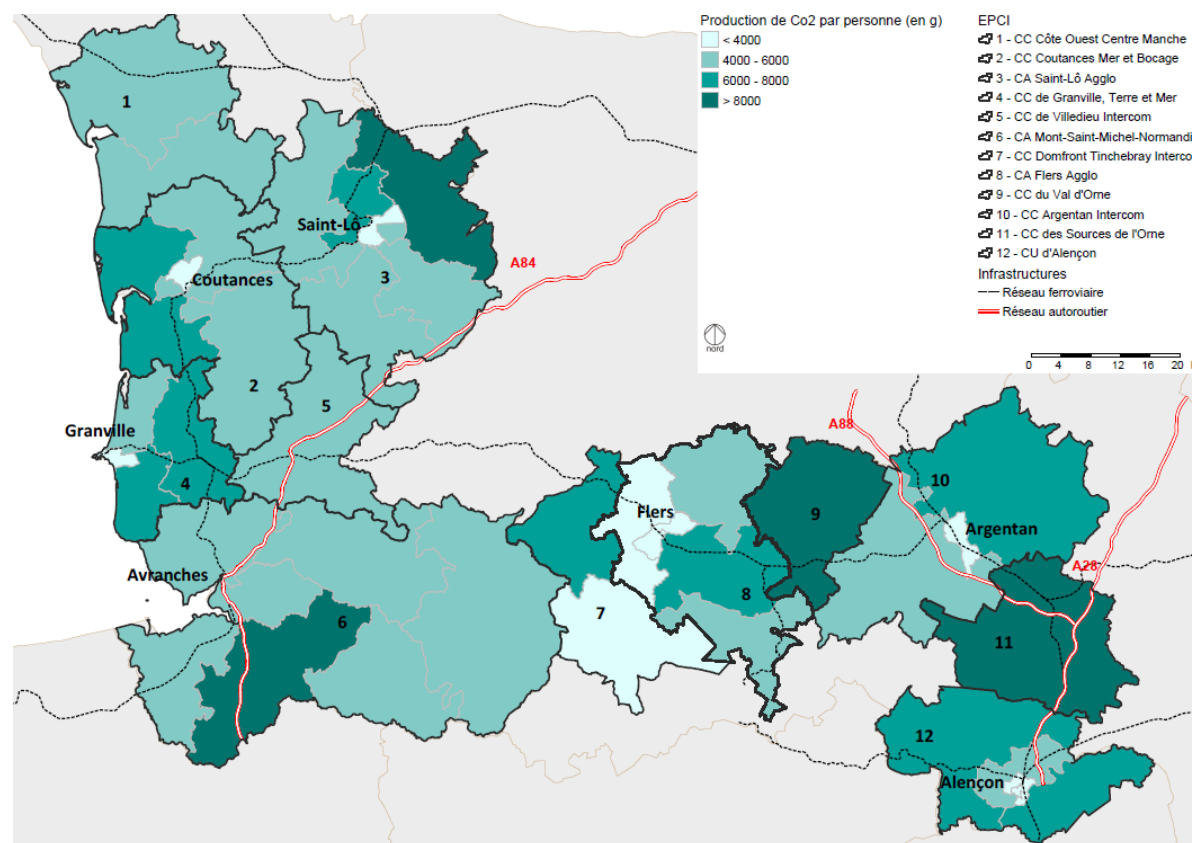 Production de Co2 par personne (en g)
< 4000
4000 - 6000
6000 - 8000
> 8000
EPCI
1 - CC Côte Ouest Centre Manche
2 - CC Coutances Mer et Bocage
3 - CA Saint-Lô Agglo
4 - CC de Granville, Terre et Mer
5 - CC de Villedieu Intercom
6 - CA Mont-Saint-Michel-Normandi
7 - CC Domfront Tinchebray Interco
8 - CA Flers Agglo
9 - CC du Val d'Orne
10 - CC Argentan Intercom
11 - CC des Sources de l'Orne
12 - CU d'Alençon
Infrastructures
Réseau ferroviaire
Réseau autoroutier
nord
0 4 8 12 16 20
1
Saint-Lô
3
A84
Coutances
2
5
Granville
4
A88
10
Flers
9
Argentan
Avranches
A28
8
7
6
11
12
Alençon